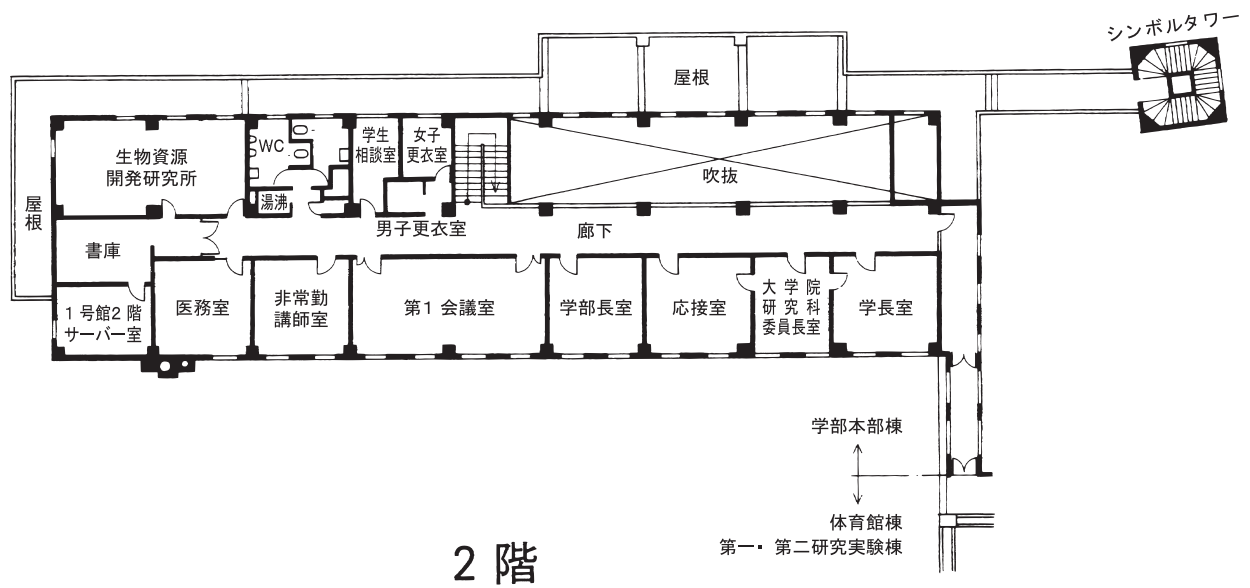 シンボルタワー
屋根
生物資源
開発研究所
WC
湯沸
学生
相談室
女子
更衣室
吹抜
屋根
書庫
男子更衣室
廊下
1号館2階
サーバー室
医務室
非常勤
講師室
第1会議室
学部長室
応接室
大学院
研究科
委員長室
学長室
学部本部棟
体育館棟
第一・第二研究実験棟
2階